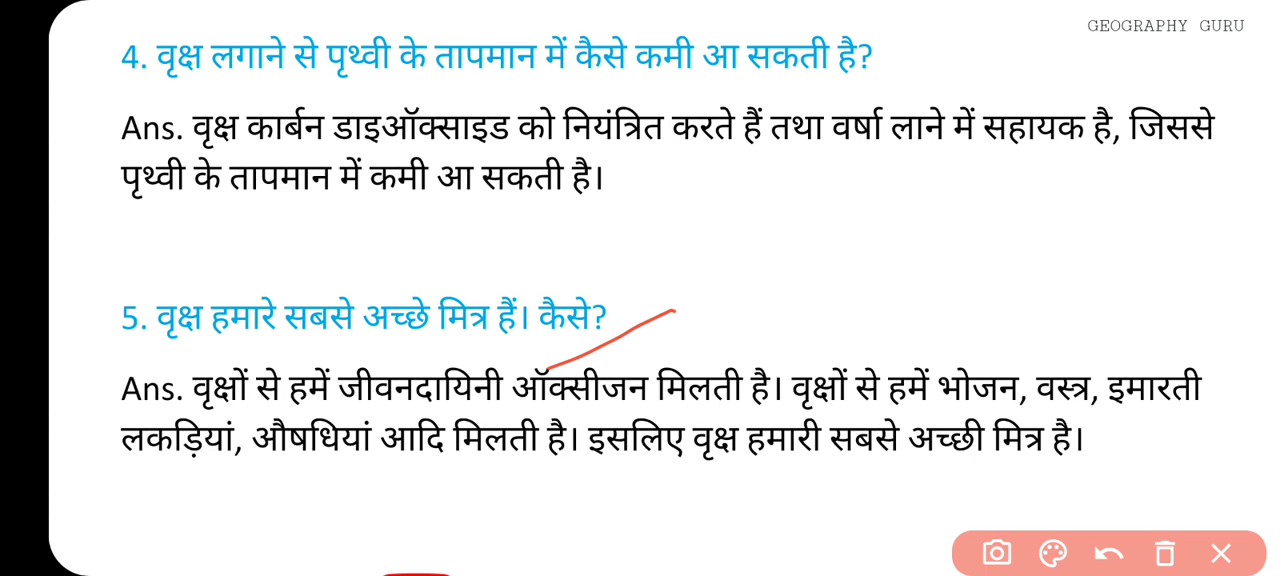 GEOGRAPHY GURU
4. वृक्ष लगाने से पृथ्वी के तापमान में कैसे कमी आ सकती है?
Ans. वृक्ष कार्बन डाइऑक्साइड को नियंत्रित करते हैं तथा वर्षा लाने में सहायक है, जिससे
पृथ्वी के तापमान में कमी आ सकती है।
5. वृक्ष हमारे सबसे अच्छे मित्र हैं। कैसे?
Ans. वृक्षों से हमें जीवनदायिनी ऑक्सीजन मिलती है। वृक्षों से हमें भोजन, वस्त्र, इमारती
लकड़ियां, औषधियां आदि मिलती है। इसलिए वृक्ष हमारी सबसे अच्छी मित्र है।